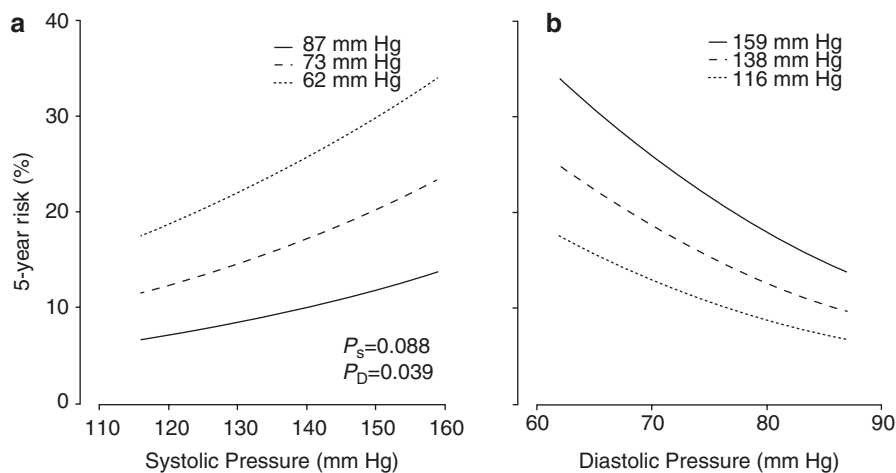 a
87 mm Hg
73 mm Hg
62 mm Hg
5-year risk (%)
40
30
20
10
0
P_s=0.088
P_D=0.039
110 120 130 140 150 160
Systolic Pressure (mm Hg)
b
159 mm Hg
138 mm Hg
116 mm Hg
60 70 80 90
Diastolic Pressure (mm Hg)